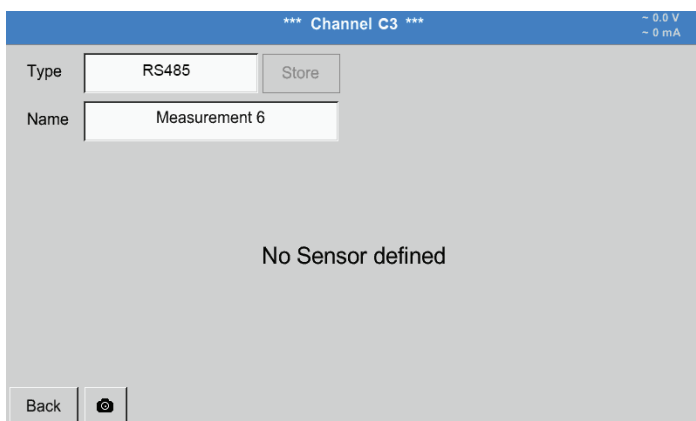 *** Channel C3 ***
~ 0.0 V
~ 0 mA
Type RS485 Store
Name Measurement 6
No Sensor defined
Back